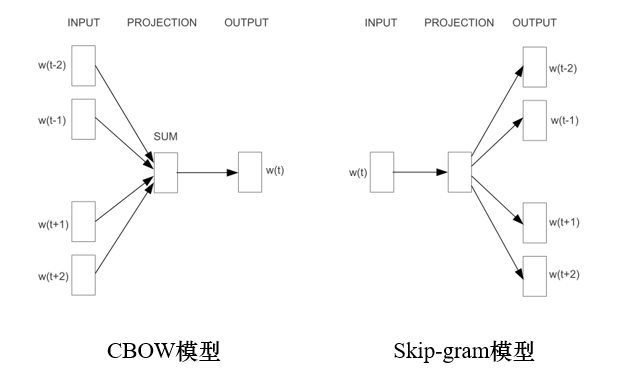 INPUT PROJECTION OUTPUT
w(t-2)
w(t-1)
SUM
w(t)
w(t+1)
w(t+2)
CBOW模型
INPUT PROJECTION OUTPUT
w(t-2)
w(t-1)
w(t)
w(t+1)
w(t+2)
Skip-gram模型